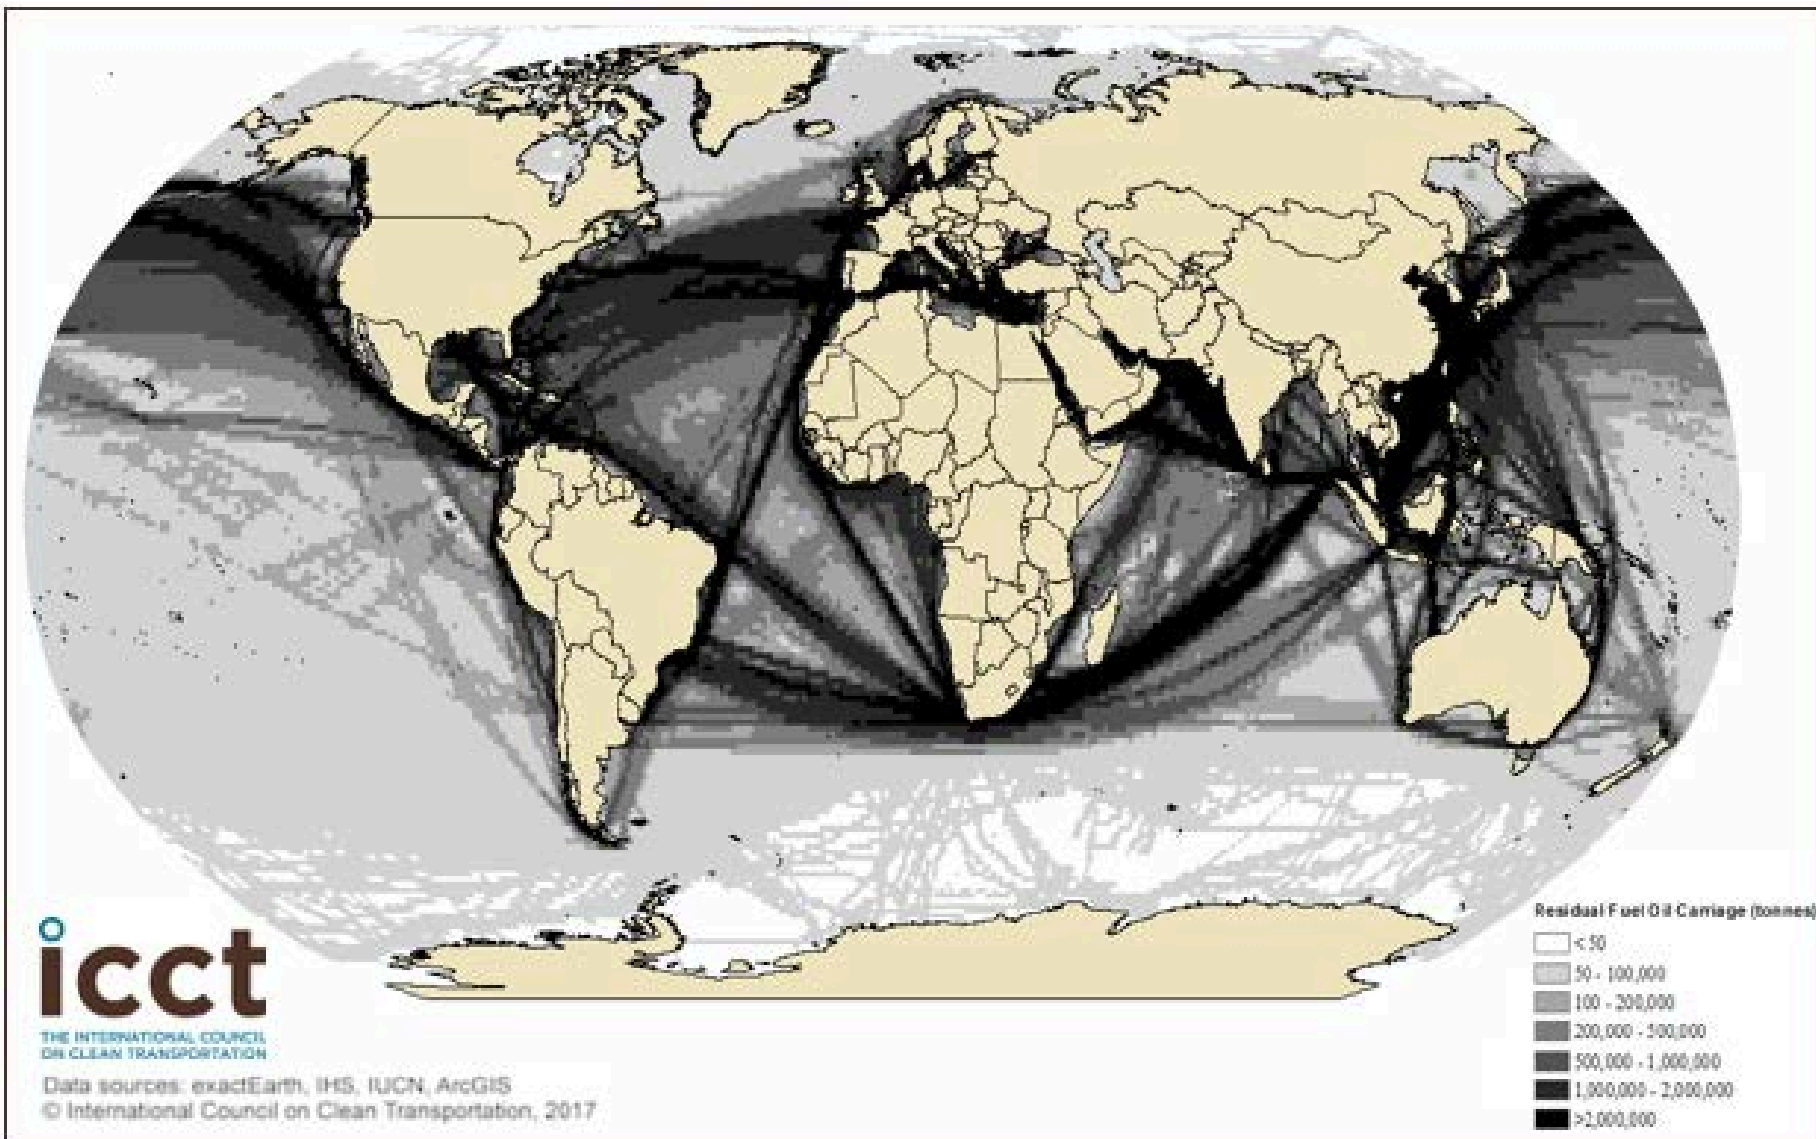 icct
THE INTERNATIONAL COUNCIL
ON CLEAN TRANSPORTATION
Data sources: exactEarth, IHS, IUCN, ArcGIS
© International Council on Clean Transportation, 2017
Residual Fuel Oil Carriage (tonnes)
< 50
50 - 100,000
100 - 200,000
200,000 - 500,000
500,000 - 1,000,000
1,000,000 - 2,000,000
>2,000,000